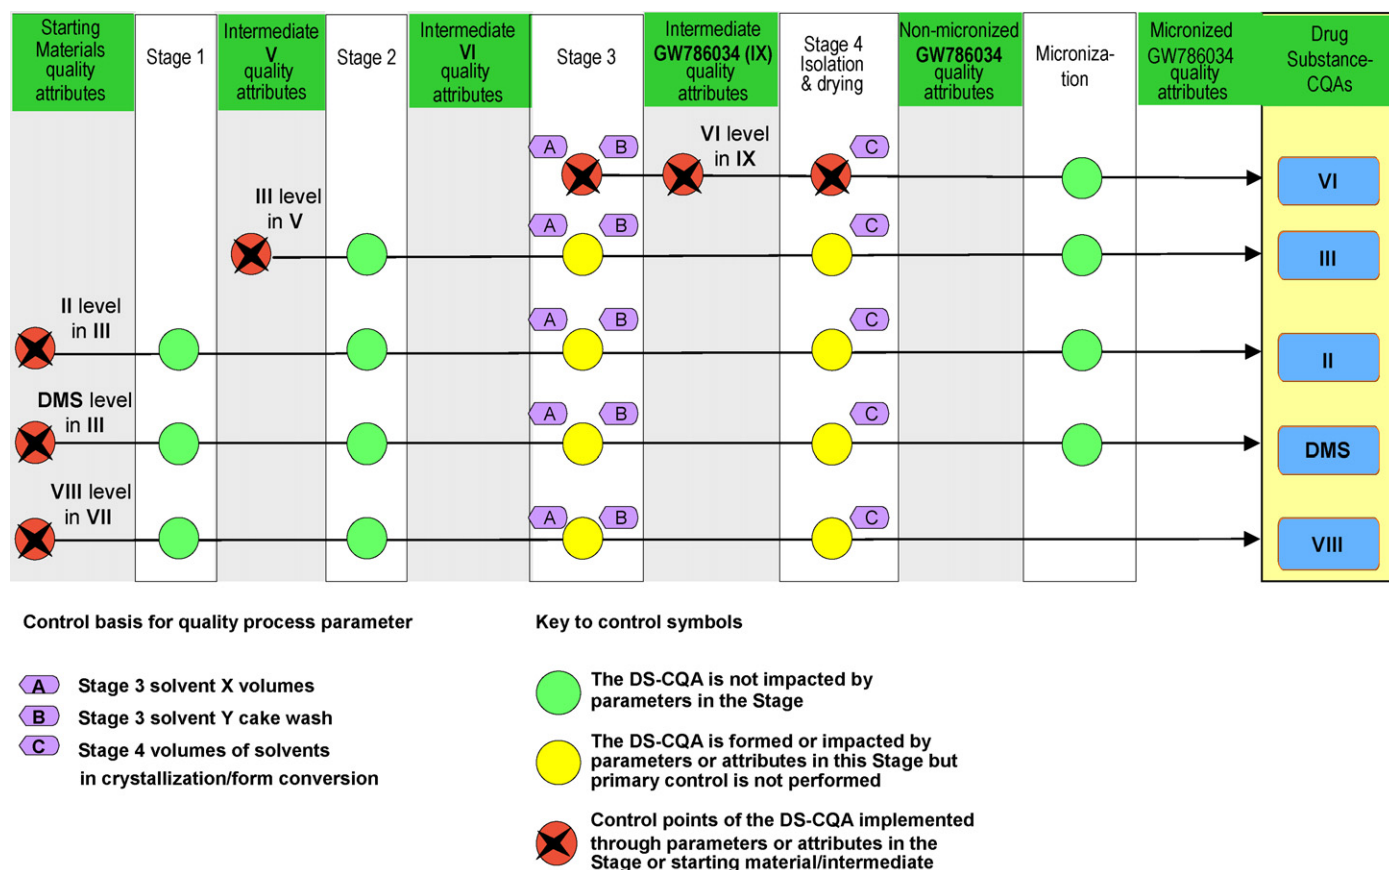 Starting
Materials
quality
attributes
Stage 1
Intermediate
V
quality
attributes
Stage 2
Intermediate
VI
quality
attributes
Stage 3
Intermediate
GW786034 (IX)
quality
attributes
Stage 4
Isolation
& drying
Non-micronized
GW786034
quality
attributes
Microniza-
tion
Micronized
GW786034
quality
attributes
Drug
Substance-
CQAs
A
B
VI level
in IX
C
VI
III level
in V
A
B
C
III
II level
in III
A
B
C
II
DMS level
in III
A
B
C
DMS
VIII level
in VII
A
B
C
VIII
Control basis for quality process parameter
A Stage 3 solvent X volumes
B Stage 3 solvent Y cake wash
C Stage 4 volumes of solvents
in crystallization/form conversion
Key to control symbols
The DS-CQA is not impacted by
parameters in the Stage
The DS-CQA is formed or impacted by
parameters or attributes in this Stage but
primary control is not performed
Control points of the DS-CQA implemented
through parameters or attributes in the
Stage or starting material/intermediate